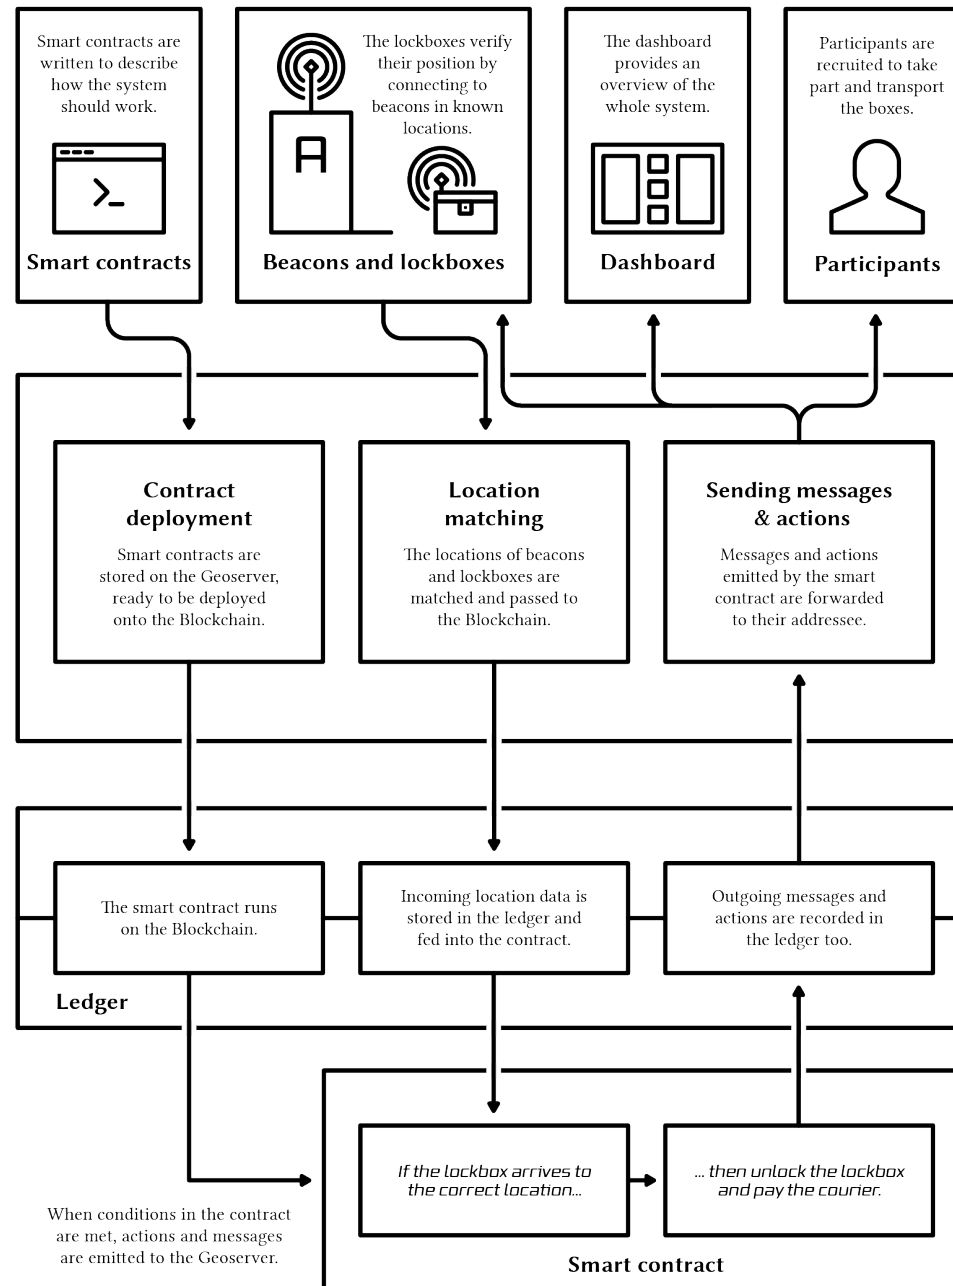 Smart contracts are
written to describe
how the system
should work.
Smart contracts
The lockboxes verify
their position by
connecting to
beacons in known
locations.
A
Beacons and lockboxes
The dashboard
provides an
overview of the
whole system.
Dashboard
Participants are
recruited to take
part and transport
the boxes.
Participants
Contract
deployment
Smart contracts are
stored on the Geoserver,
ready to be deployed
onto the Blockchain.
Location
matching
The locations of beacons
and lockboxes are
matched and passed to
the Blockchain.
Sending messages
& actions
Messages and actions
emitted by the smart
contract are forwarded
to their addressee.
The smart contract runs
on the Blockchain.
Incoming location data is
stored in the ledger and
fed into the contract.
Outgoing messages and
actions are recorded in
the ledger too.
Ledger
If the lockbox arrives to
the correct location...
... then unlock the lockbox
and pay the courier.
When conditions in the contract
are met, actions and messages
are emitted to the Geoserver.
Smart contract